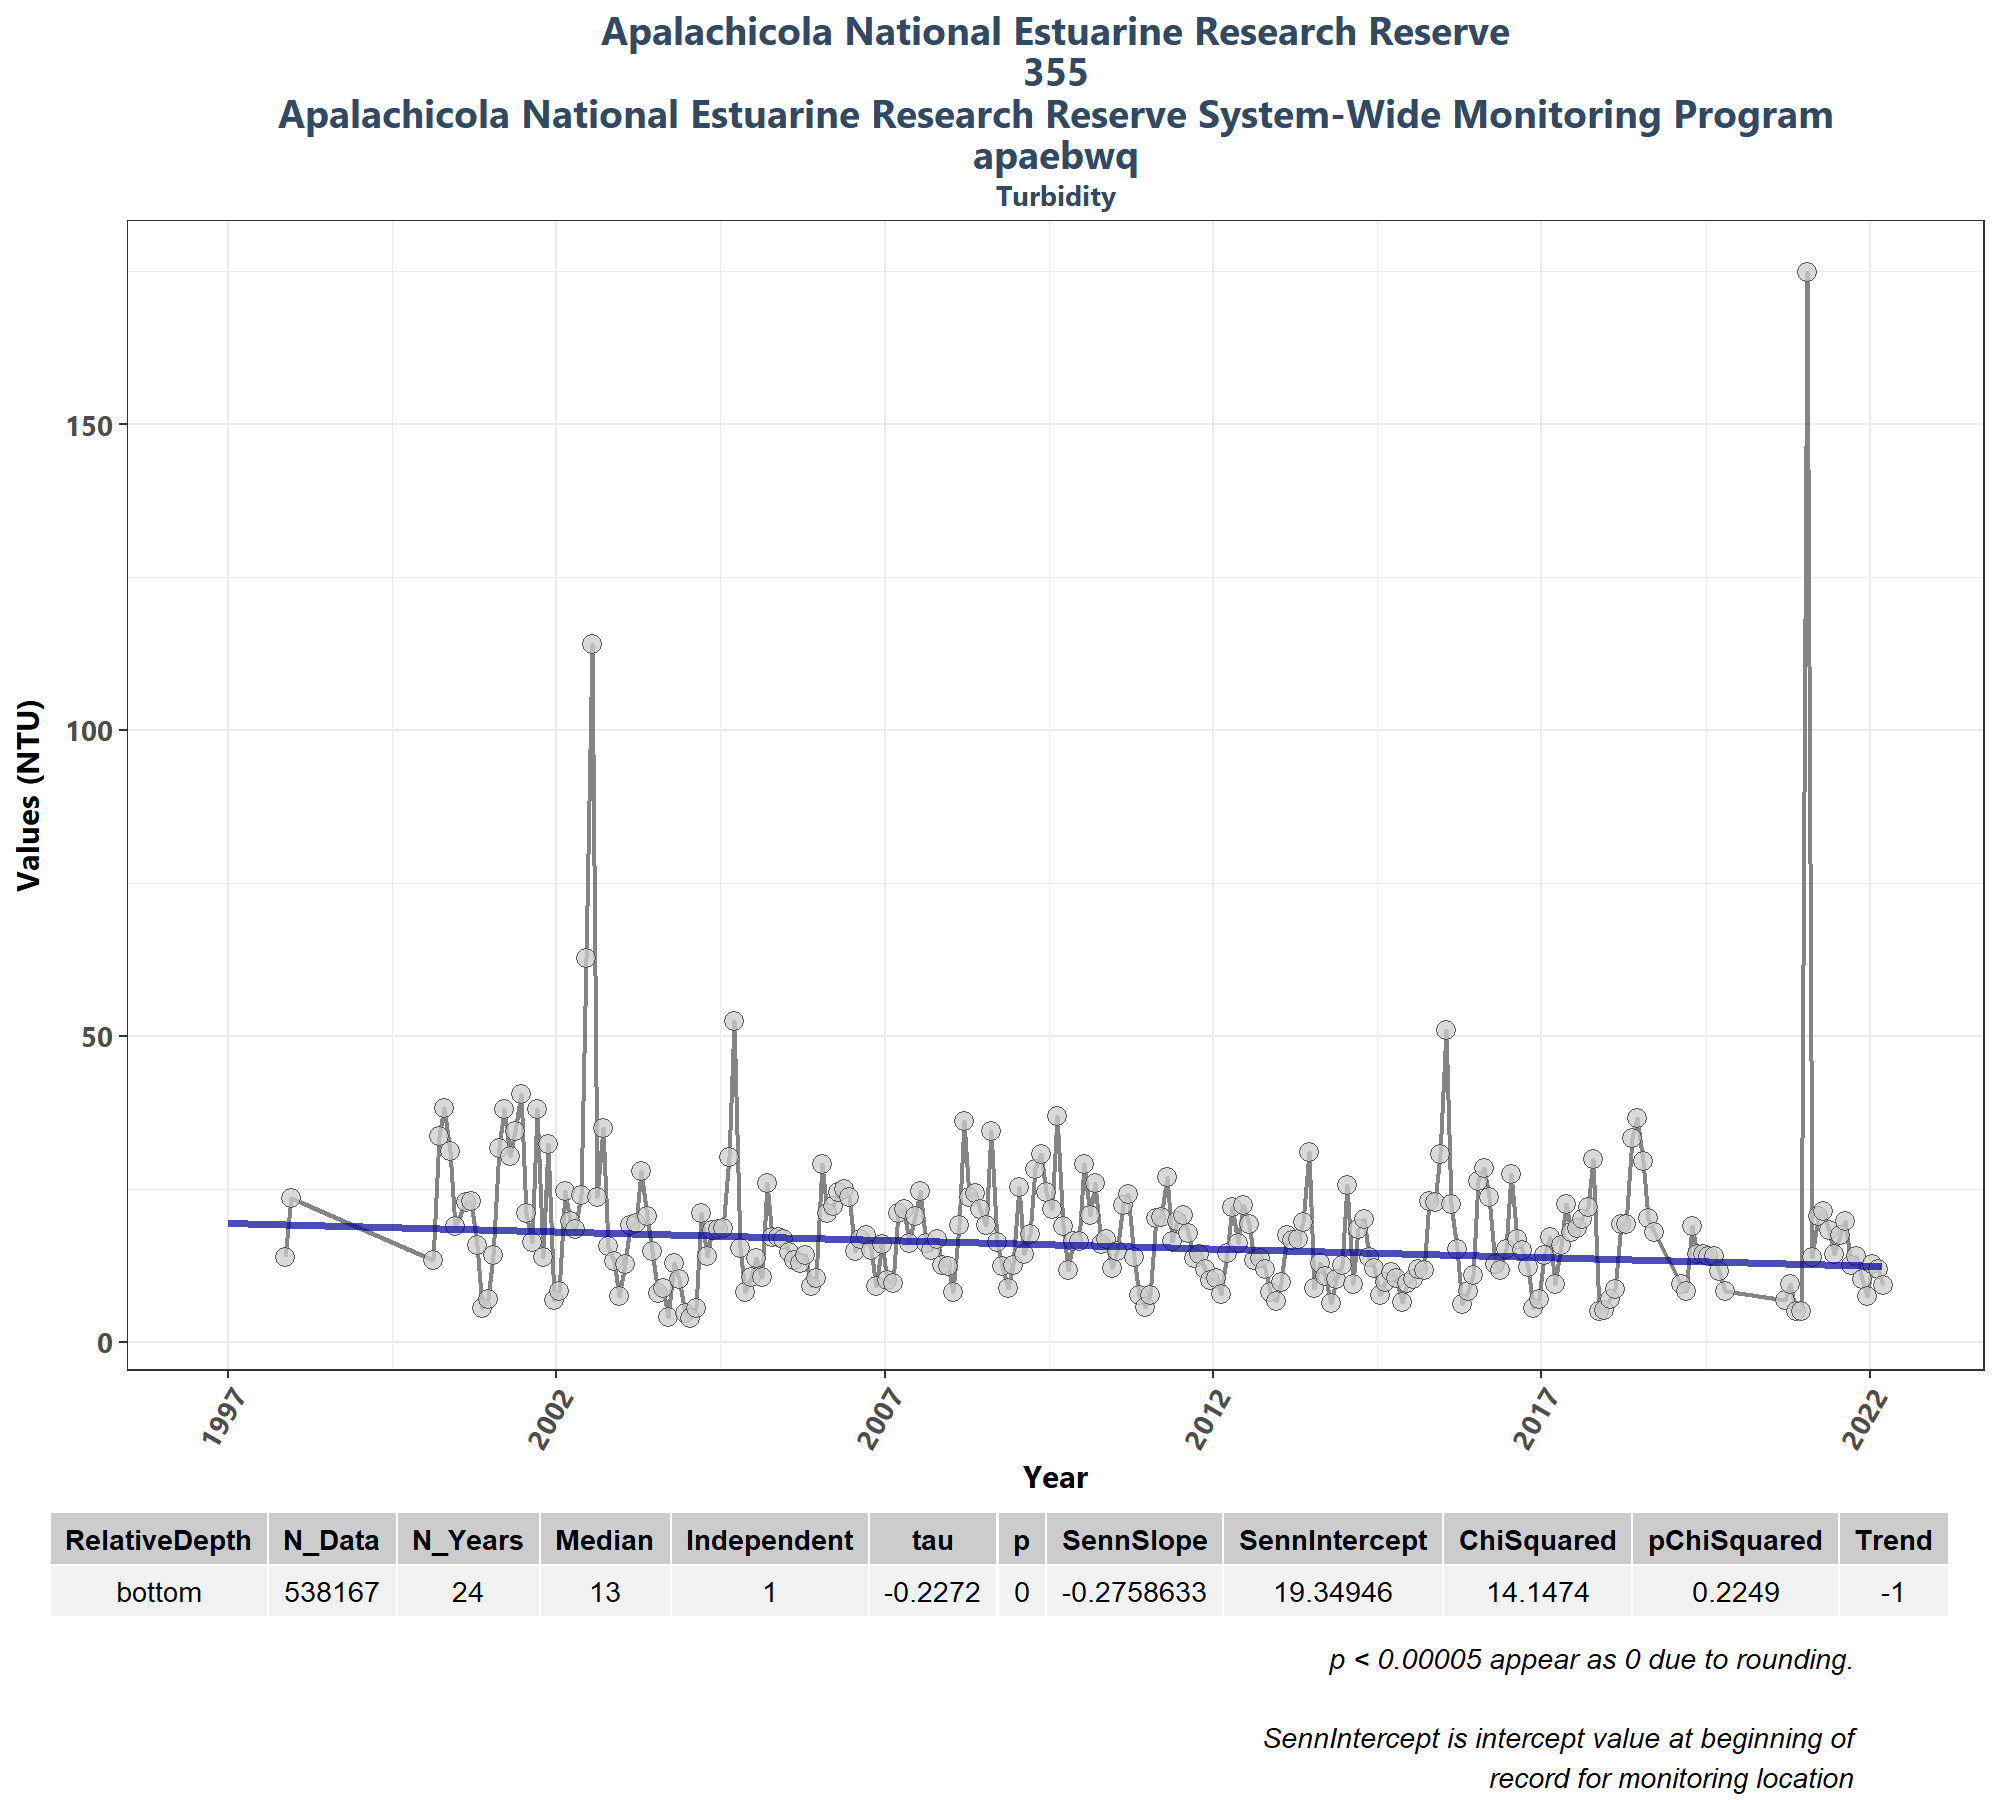 Apalachicola National Estuarine Research Reserve
355
Apalachicola National Estuarine Research Reserve System-Wide Monitoring Program
apaebwq
Turbidity
Values (NTU)
150
100
50
0
1997 2002 2007 2012 2017 2022
Year
RelativeDepth N_Data N_Years Median Independent tau p SennSlope SennIntercept ChiSquared pChiSquared Trend
bottom 538167 24 13 1 -0.2272 0 -0.2758633 19.34946 14.1474 0.2249 -1
p < 0.00005 appear as 0 due to rounding.
SennIntercept is intercept value at beginning of
record for monitoring location